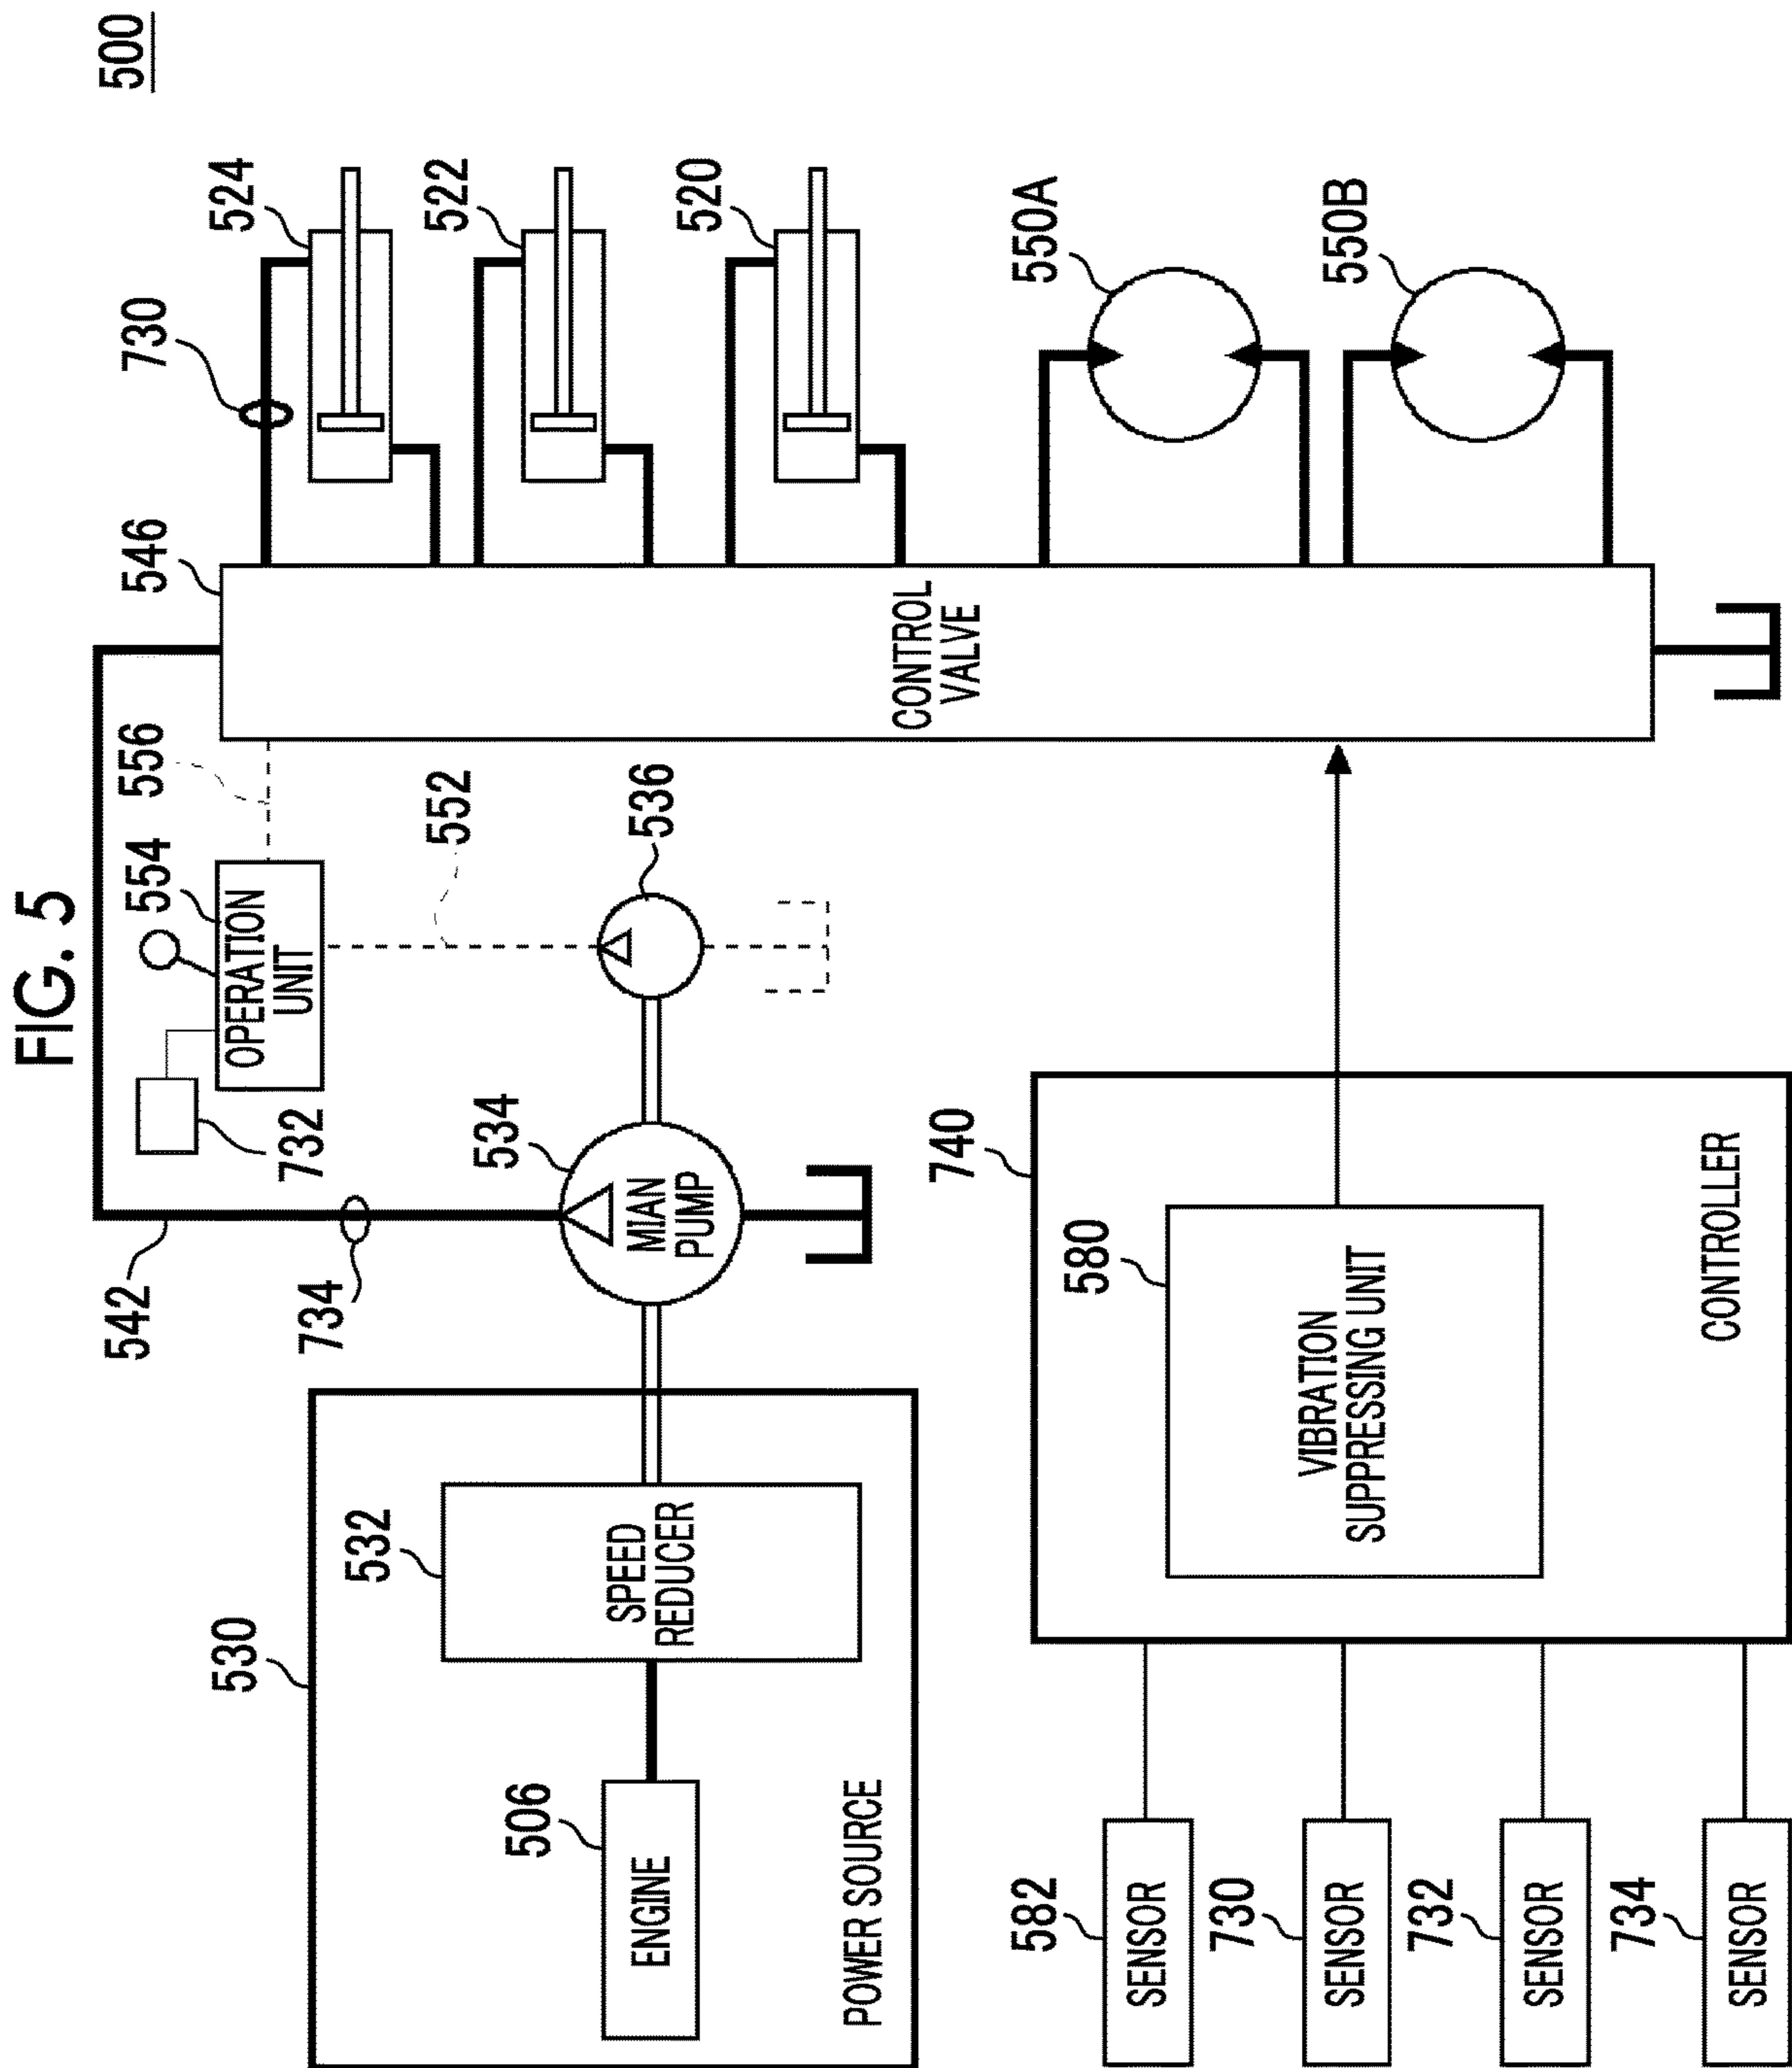 FIG. 5
500
530
506
ENGINE
532
SPEED
REDUCER
POWER SOURCE
542
734
534
MIAN
PUMP
732
554
OPERATION
UNIT
556
552
536
546
CONTROL
VALVE
730
524
522
520
550A
550B
582
SENSOR
730
SENSOR
732
SENSOR
734
SENSOR
740
580
VIBRATION
SUPPRESSING UNIT
CONTROLLER